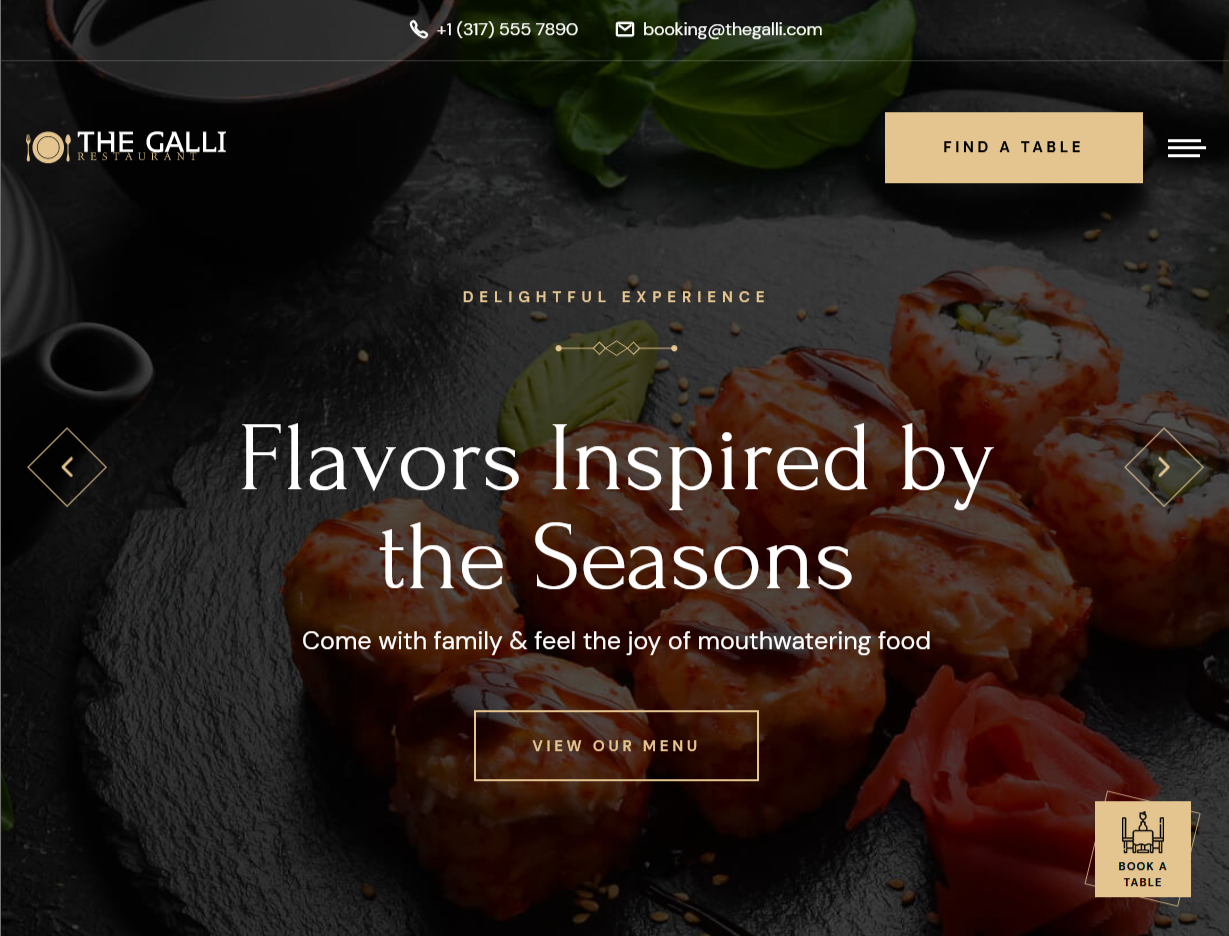 +1 (317) 555 7890 booking@thegalli.com
THE GALLI
RESTAURANT
FIND A TABLE
DELIGHTFUL EXPERIENCE
Flavors Inspired by
the Seasons
Come with family & feel the joy of mouthwatering food
VIEW OUR MENU
BOOK A
TABLE